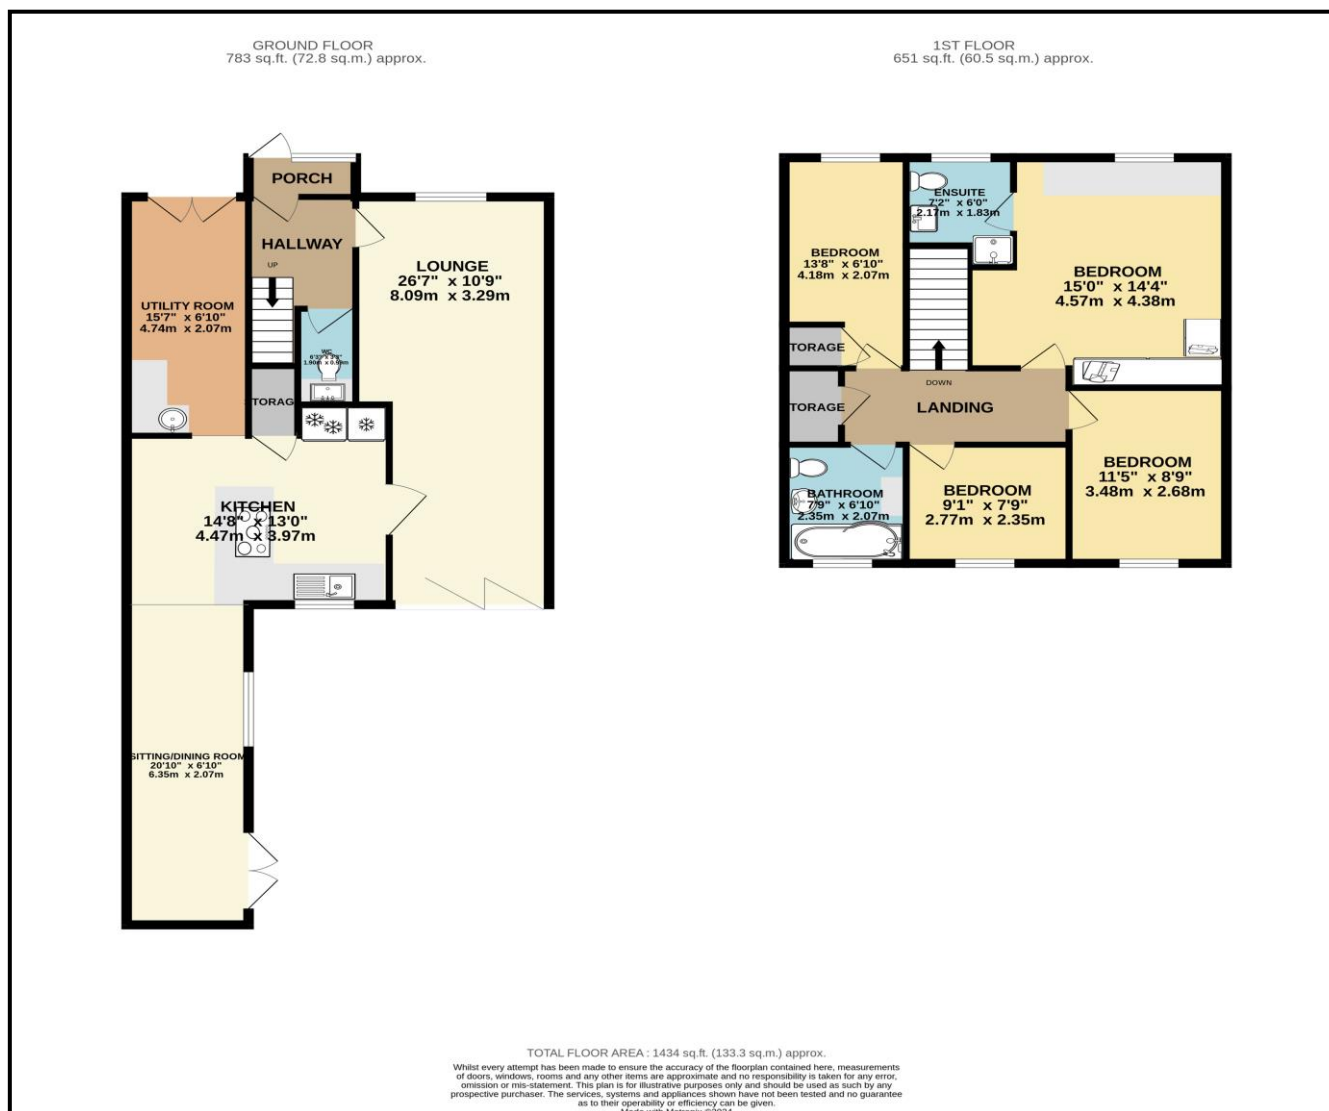 GROUND FLOOR
783 sq.ft. (72.8 sq.m.) approx.
PORCH
HALLWAY
UP
LOUNGE
26'7" x 10'9"
8.09m x 3.29m
UTILITY ROOM
15'7" x 6'10"
4.74m x 2.07m
WC
TORAG
KITCHEN
14'8" x 13'0"
4.47m x 3.97m
SITTING/DINING ROOM
20'10" x 6'10"
6.35m x 2.07m
1ST FLOOR
651 sq.ft. (60.5 sq.m.) approx.
ENSUITE
7'2" x 6'0"
2.17m x 1.83m
BEDROOM
13'8" x 6'10"
4.18m x 2.07m
BEDROOM
15'0" x 14'4"
4.57m x 4.38m
TORAGE
DOWN
LANDING
TORAGE
BATHROOM
7'9" x 6'10"
2.35m x 2.07m
BEDROOM
9'1" x 7'9"
2.77m x 2.35m
BEDROOM
11'5" x 8'9"
3.48m x 2.68m
TOTAL FLOOR AREA : 1434 sq.ft. (133.3 sq.m.) approx.
Whilst every attempt has been made to ensure the accuracy of the floorplan contained here, measurements
of doors, windows, rooms and any other items are approximate and no responsibility is taken for any error,
omission or mis-statement. This plan is for illustrative purposes only and should be used as such by any
prospective purchaser. The services, systems and appliances shown have not been tested and no guarantee
as to their operability or efficiency can be given.
Made with Metropix ©2024